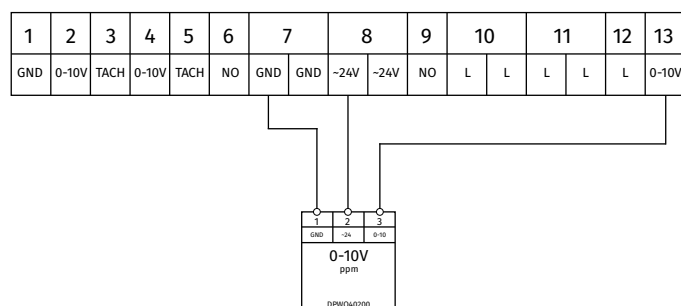 1 2 3 4 5 6 7 8 9 10 11 12 13
GND 0-10V TACH 0-10V TACH NO GND GND ~24V ~24V NO L L L L L 0-10V
1 2 3
GND ~24 0-10
0-10V
ppm
DPWO40200